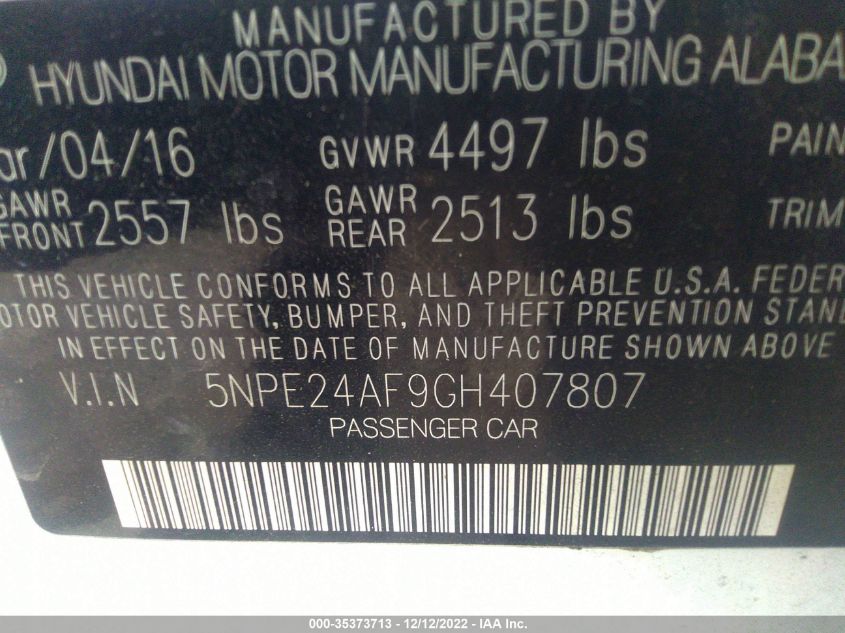 MANUFACTURED BY
HYUNDAI MOTOR MANUFACTURING ALABA
/04/16 GVWR 4497 lbs PAIN
GAWR FRONT 2557 lbs GAWR REAR 2513 lbs TRIM
THIS VEHICLE CONFORMS TO ALL APPLICABLE U.S.A. FEDER
OTOR VEHICLE SAFETY, BUMPER, AND THEFT PREVENTION STAND
IN EFFECT ON THE DATE OF MANUFACTURE SHOWN ABOVE
V.I.N 5NPE24AF9GH407807
PASSENGER CAR
000-35373713 - 12/12/2022 - IAA Inc.